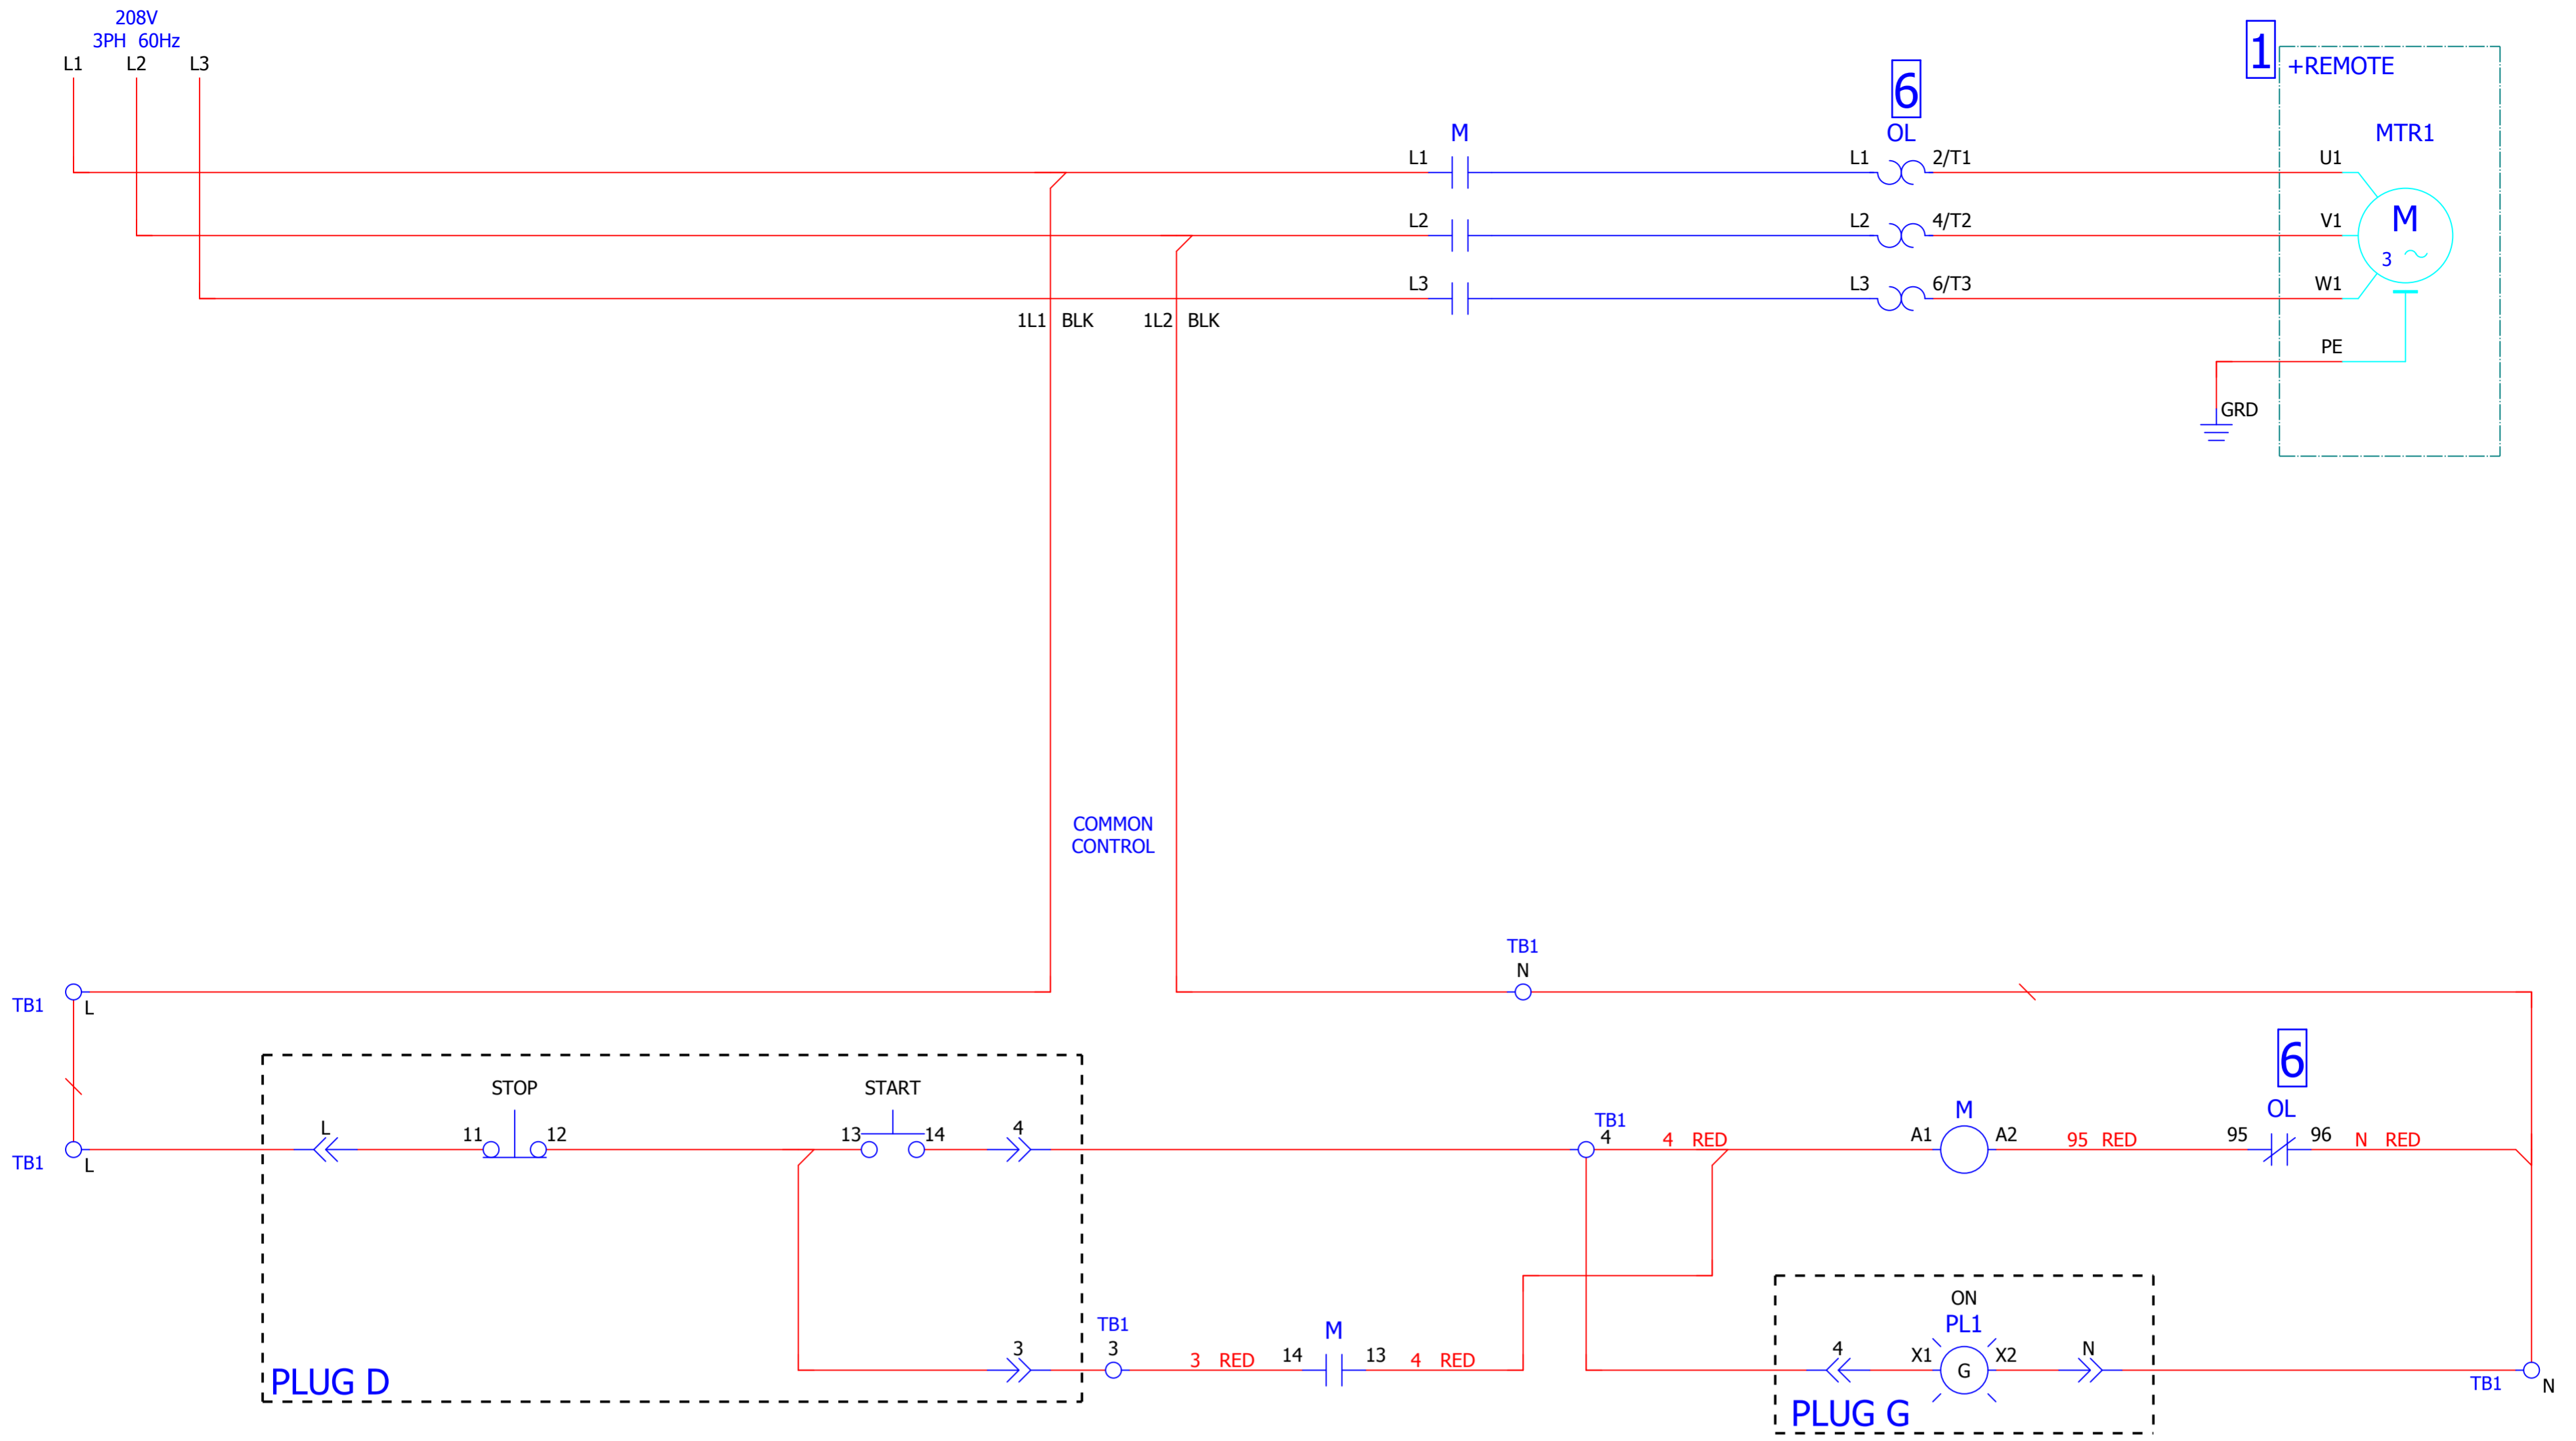 208V
3PH 60Hz
L1 L2 L3
1
+REMOTE
6
OL
M
MTR1
L1 L1 2/T1 U1
L2 L2 4/T2 V1
M
3
L3 L3 6/T3 W1
1L1 BLK 1L2 BLK
PE
GRD
COMMON
CONTROL
TB1
N
TB1 L
6
STOP START
TB1
M
OL
L 11 12 13 14 4
4 4 RED A1 A2 95 RED 95 96 N RED
TB1 L
ON
TB1 M PL1
3 3 3 RED 14 13 4 RED 4 X1 G X2 N
TB1 N
PLUG D
PLUG G